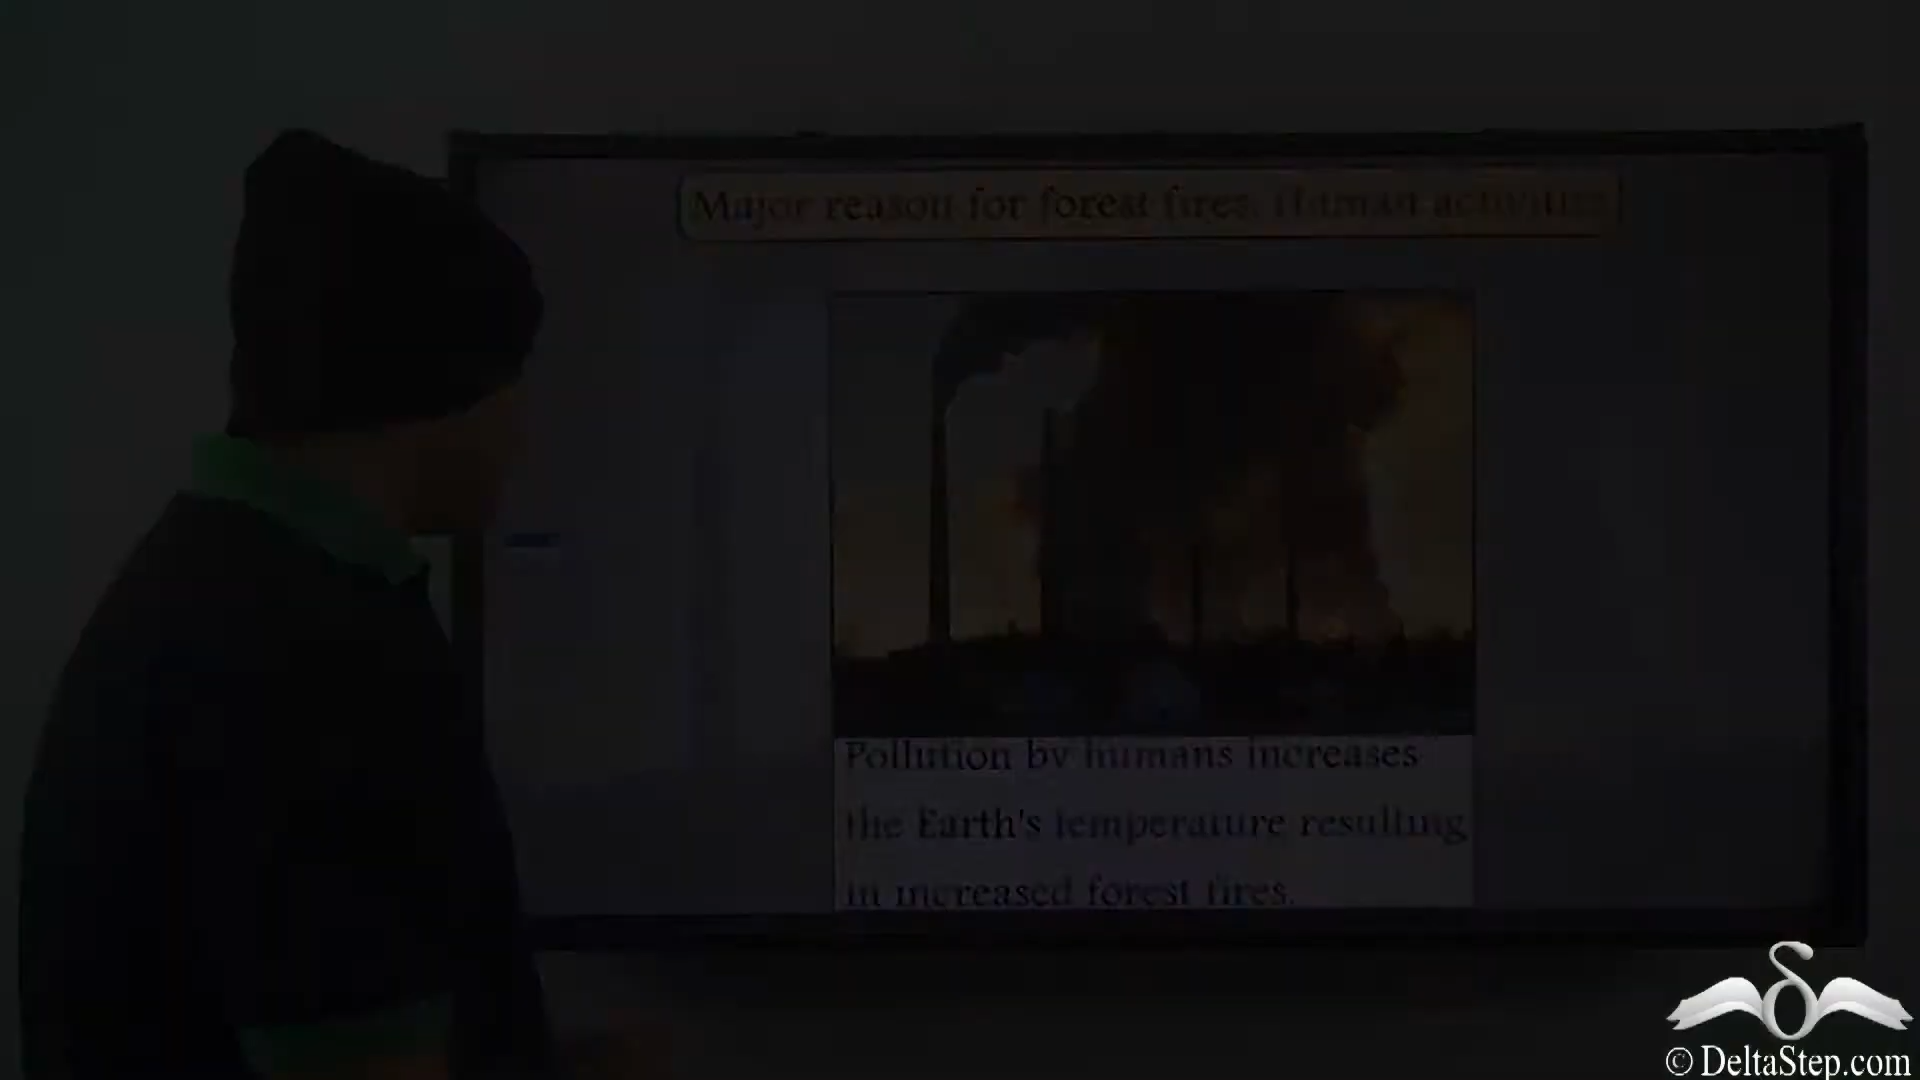 Major reason for forest fires: Human activities
Pollution by humans increases
the Earth's temperature resulting
in increased forest fires.
© DeltaStep.com